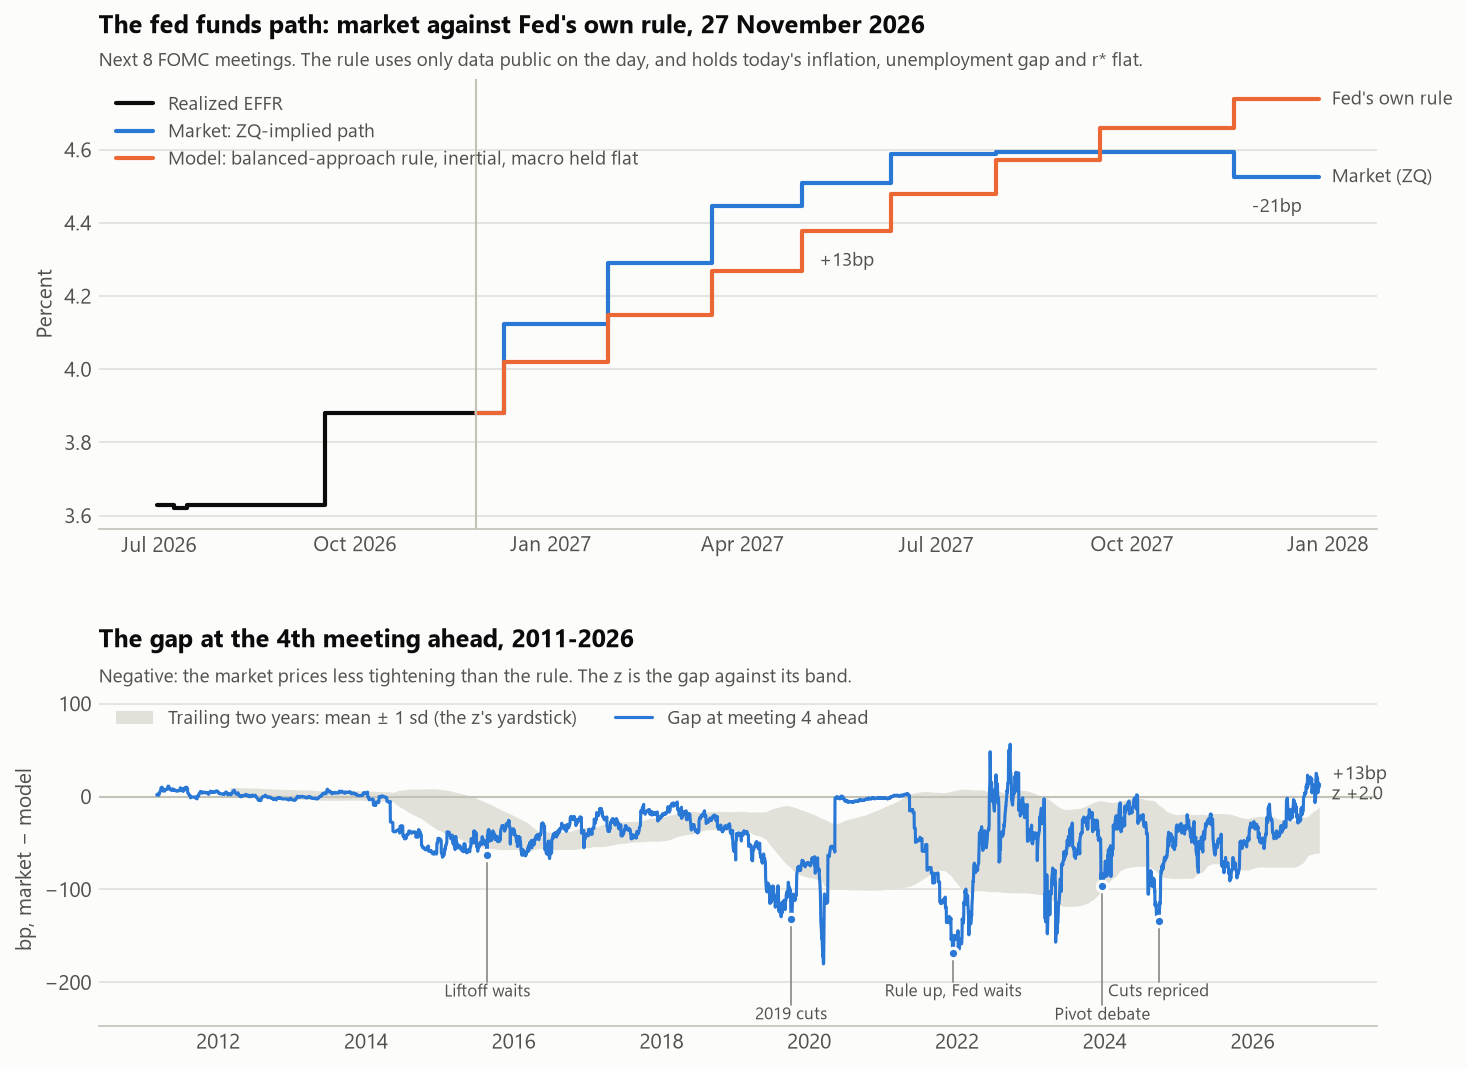 The fed funds path: market against Fed's own rule, 27 November 2026
Next 8 FOMC meetings. The rule uses only data public on the day, and holds today's inflation, unemployment gap and r* flat.
Realized EFFR
Market: ZQ-implied path
Model: balanced-approach rule, inertial, macro held flat
Fed's own rule
Market (ZQ)
-21bp
+13bp
Percent
4.6
4.4
4.2
4.0
3.8
3.6
Jul 2026
Oct 2026
Jan 2027
Apr 2027
Jul 2027
Oct 2027
Jan 2028
The gap at the 4th meeting ahead, 2011-2026
Negative: the market prices less tightening than the rule. The z is the gap against its band.
Trailing two years: mean ± 1 sd (the z's yardstick)
Gap at meeting 4 ahead
bp, market − model
100
0
−100
−200
+13bp
z +2.0
Liftoff waits
2019 cuts
Rule up, Fed waits
Pivot debate
Cuts repriced
2012
2014
2016
2018
2020
2022
2024
2026